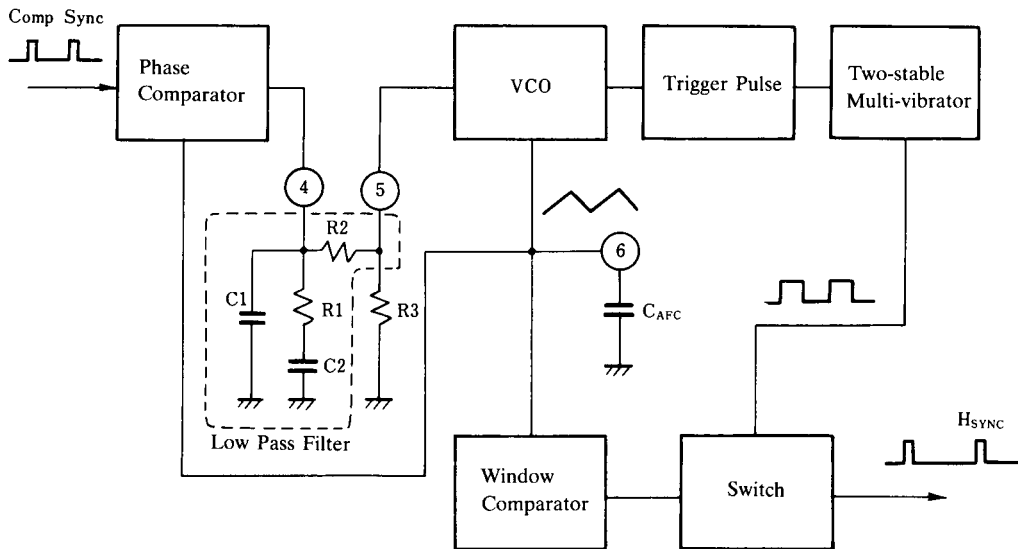 Comp Sync
Phase
Comparator
VCO
Trigger Pulse
Two-stable
Multi-vibrator
4
5
6
R2
C1
R1
R3
C2
CAFC
Low Pass Filter
Window
Comparator
Switch
HSYNC